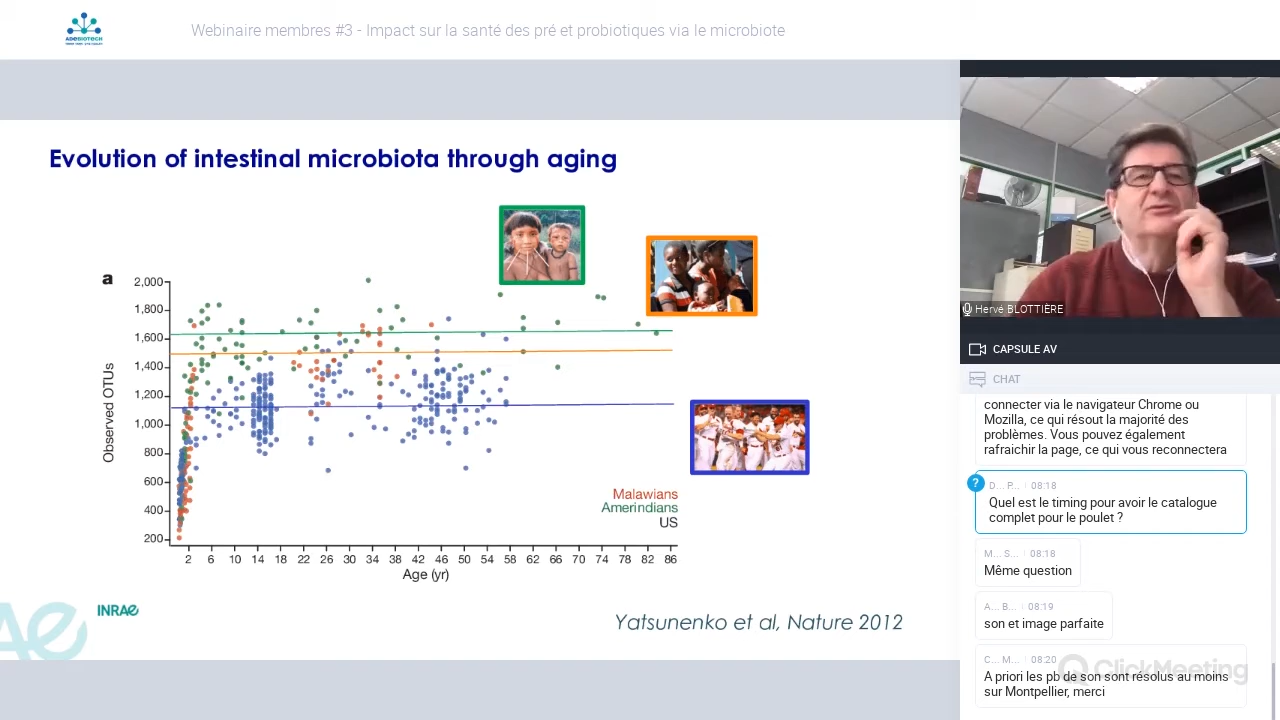 ADEBIOTECH
Webinaire membres #3 - Impact sur la santé des pré et probiotiques via le microbiote
Evolution of intestinal microbiota through aging
a
2,000
1,800
1,600
1,400
1,200
1,000
800
600
400
200
Observed OTUs
2 6 10 14 18 22 26 30 34 38 42 46 50 54 58 62 66 70 74 78 82 86
Age (yr)
Malawians
Amerindians
US
INRAE
Yatsunenko et al, Nature 2012
Hervé BLOTTIÈRE
CAPSULE AV
CHAT
connecter via le navigateur Chrome ou
Mozilla, ce qui résout la majorité des
problèmes. Vous pouvez également
rafraichir la page, ce qui vous reconnectera
?
D... P... 08:18
Quel est le timing pour avoir le catalogue
complet pour le poulet ?
M... S... 08:18
Même question
A... B... 08:19
son et image parfaite
C... M... 08:20
A priori les pb de son sont résolus au moins
sur Montpellier, merci
ClickMeeting